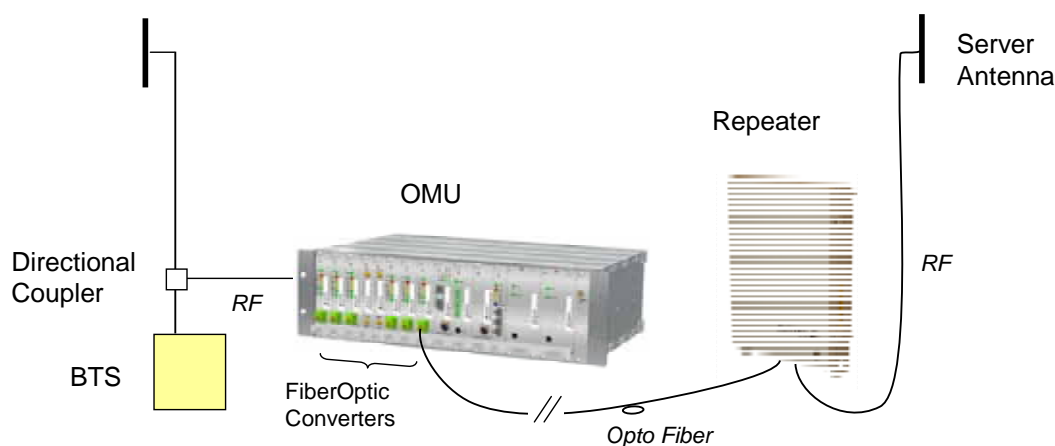 Server
Antenna
Repeater
OMU
Directional
Coupler
RF
RF
BTS
FiberOptic
Converters
Opto Fiber